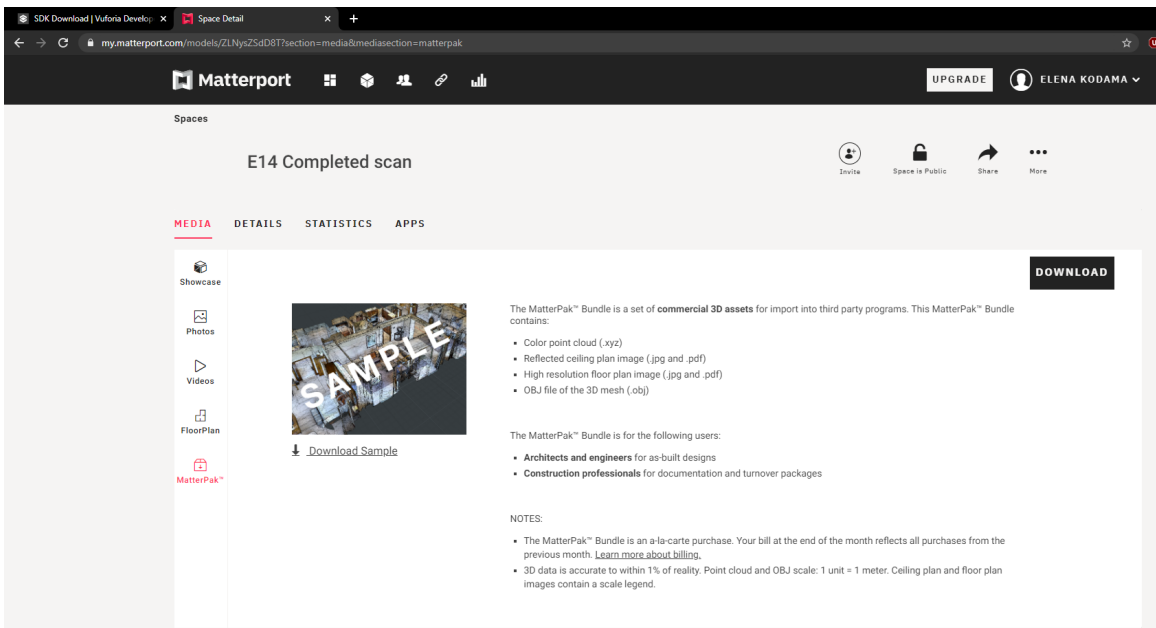 SDK Download | Vuforia Develop
Space Detail
my.matterport.com/models/ZLNysZSdD8T?section=media&mediasection=matterpak
Matterport
UPGRADE
ELENA KODAMA
Spaces
E14 Completed scan
Invite
Space is Public
Share
More
MEDIA
DETAILS
STATISTICS
APPS
Showcase
Photos
Videos
FloorPlan
MatterPak™
DOWNLOAD
SAMPLE
Download Sample
The MatterPak™ Bundle is a set of commercial 3D assets for import into third party programs. This MatterPak™ Bundle
contains:
• Color point cloud (.xyz)
• Reflected ceiling plan image (.jpg and .pdf)
• High resolution floor plan image (.jpg and .pdf)
• OBJ file of the 3D mesh (.obj)
The MatterPak™ Bundle is for the following users:
• Architects and engineers for as-built designs
• Construction professionals for documentation and turnover packages
NOTES:
• The MatterPak™ Bundle is an a-la-carte purchase. Your bill at the end of the month reflects all purchases from the
previous month. Learn more about billing.
• 3D data is accurate to within 1% of reality. Point cloud and OBJ scale: 1 unit = 1 meter. Ceiling plan and floor plan
images contain a scale legend.